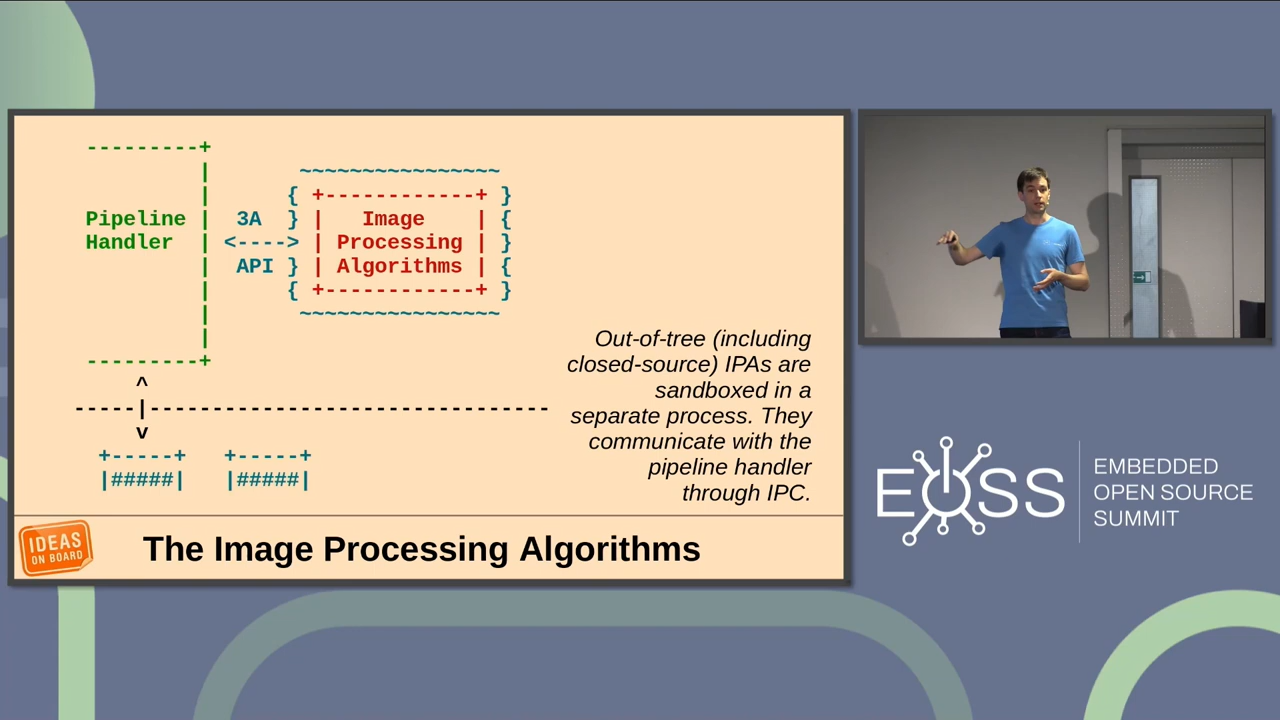 ---------+
|
~~~~~~~~~~~~~~~~
| { +------------+ }
Pipeline | 3A } | Image | {
Handler | <----> | Processing | }
| API } | Algorithms | {
| { +------------+ }
| ~~~~~~~~~~~~~~~~
|
---------+
^
-----|--------------------------------
v
+-----+ +-----+
|#####| |#####|
Out-of-tree (including
closed-source) IPAs are
sandboxed in a
separate process. They
communicate with the
pipeline handler
through IPC.
IDEAS
ON BOARD
The Image Processing Algorithms
EOSS
EMBEDDED
OPEN SOURCE
SUMMIT